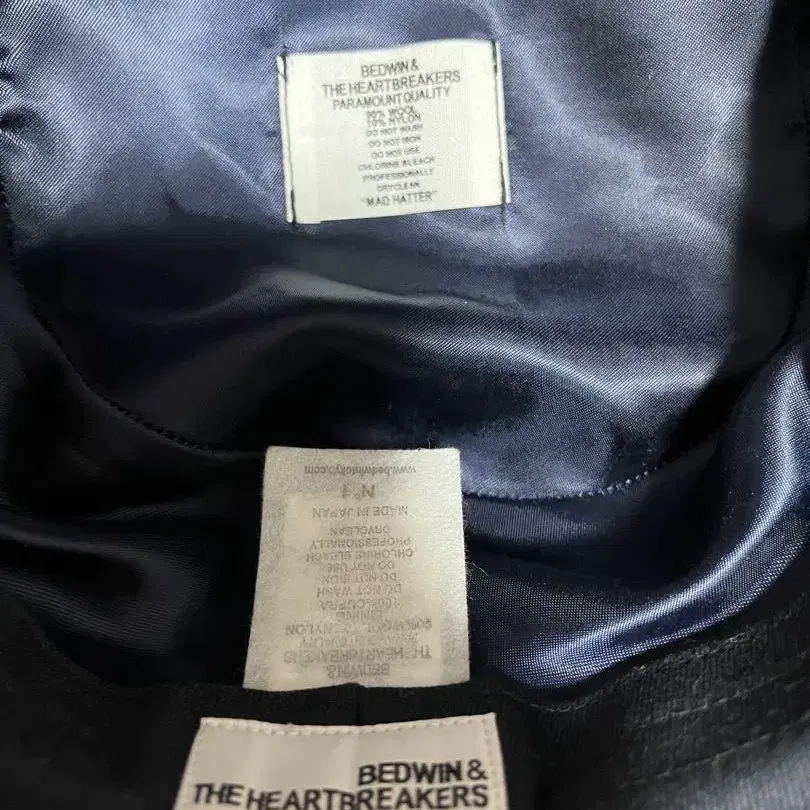 BEDWIN &
THE HEARTBREAKERS
PARAMOUNT QUALITY
90% WOOL
10% NYLON
DO NOT WASH
DO NOT IRON
DO NOT USE
CHLORINE BLEACH
PROFESSIONALLY
DRYCLEAN
"MAD HATTER"
BEDWIN &
THE HEARTBREAKERS
LINING
100% CUPRA
DO NOT WASH
DO NOT IRON
DO NOT USE
CHLORINE BLEACH
PROFESSIONALLY
DRYCLEAN
MADE IN JAPAN
N°1
www.bedwintokyo.com
BEDWIN &
THE HEARTBREAKERS